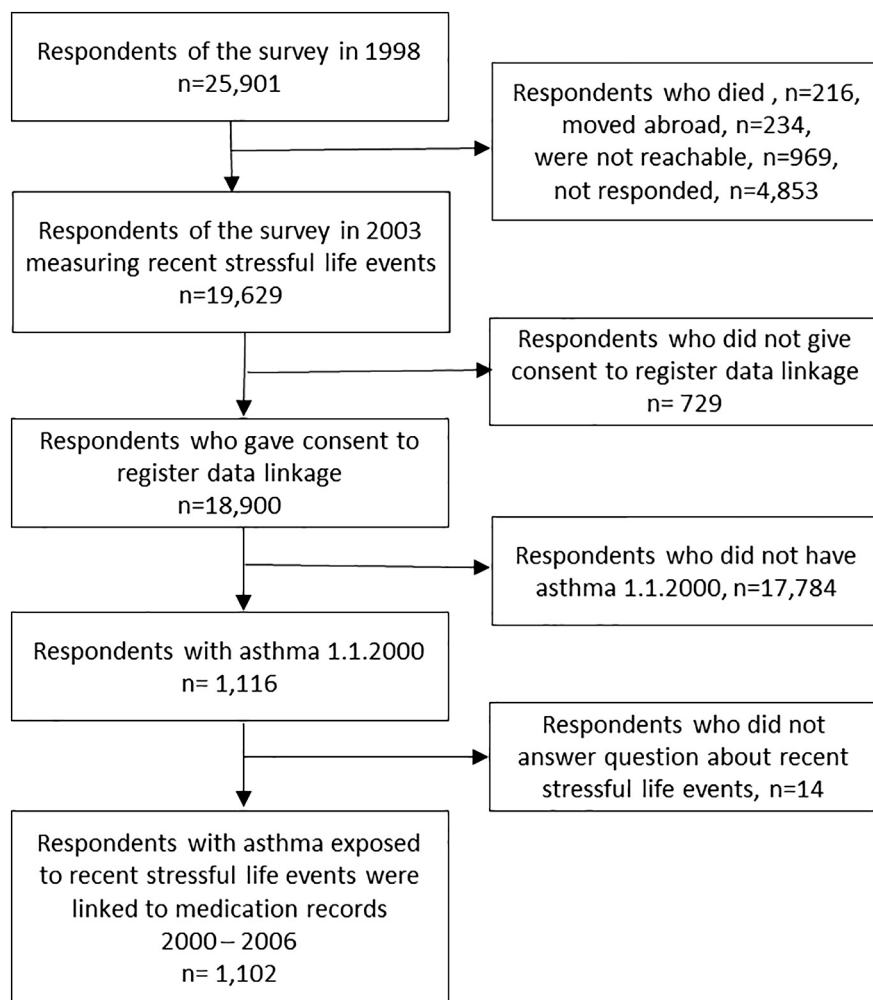 Respondents of the survey in 1998
n=25,901
Respondents who died , n=216,
moved abroad, n=234,
were not reachable, n=969,
not responded, n=4,853
Respondents of the survey in 2003
measuring recent stressful life events
n=19,629
Respondents who did not give
consent to register data linkage
n= 729
Respondents who gave consent to
register data linkage
n=18,900
Respondents who did not have
asthma 1.1.2000, n=17,784
Respondents with asthma 1.1.2000
n= 1,116
Respondents who did not
answer question about recent
stressful life events, n=14
Respondents with asthma exposed
to recent stressful life events were
linked to medication records
2000 – 2006
n= 1,102